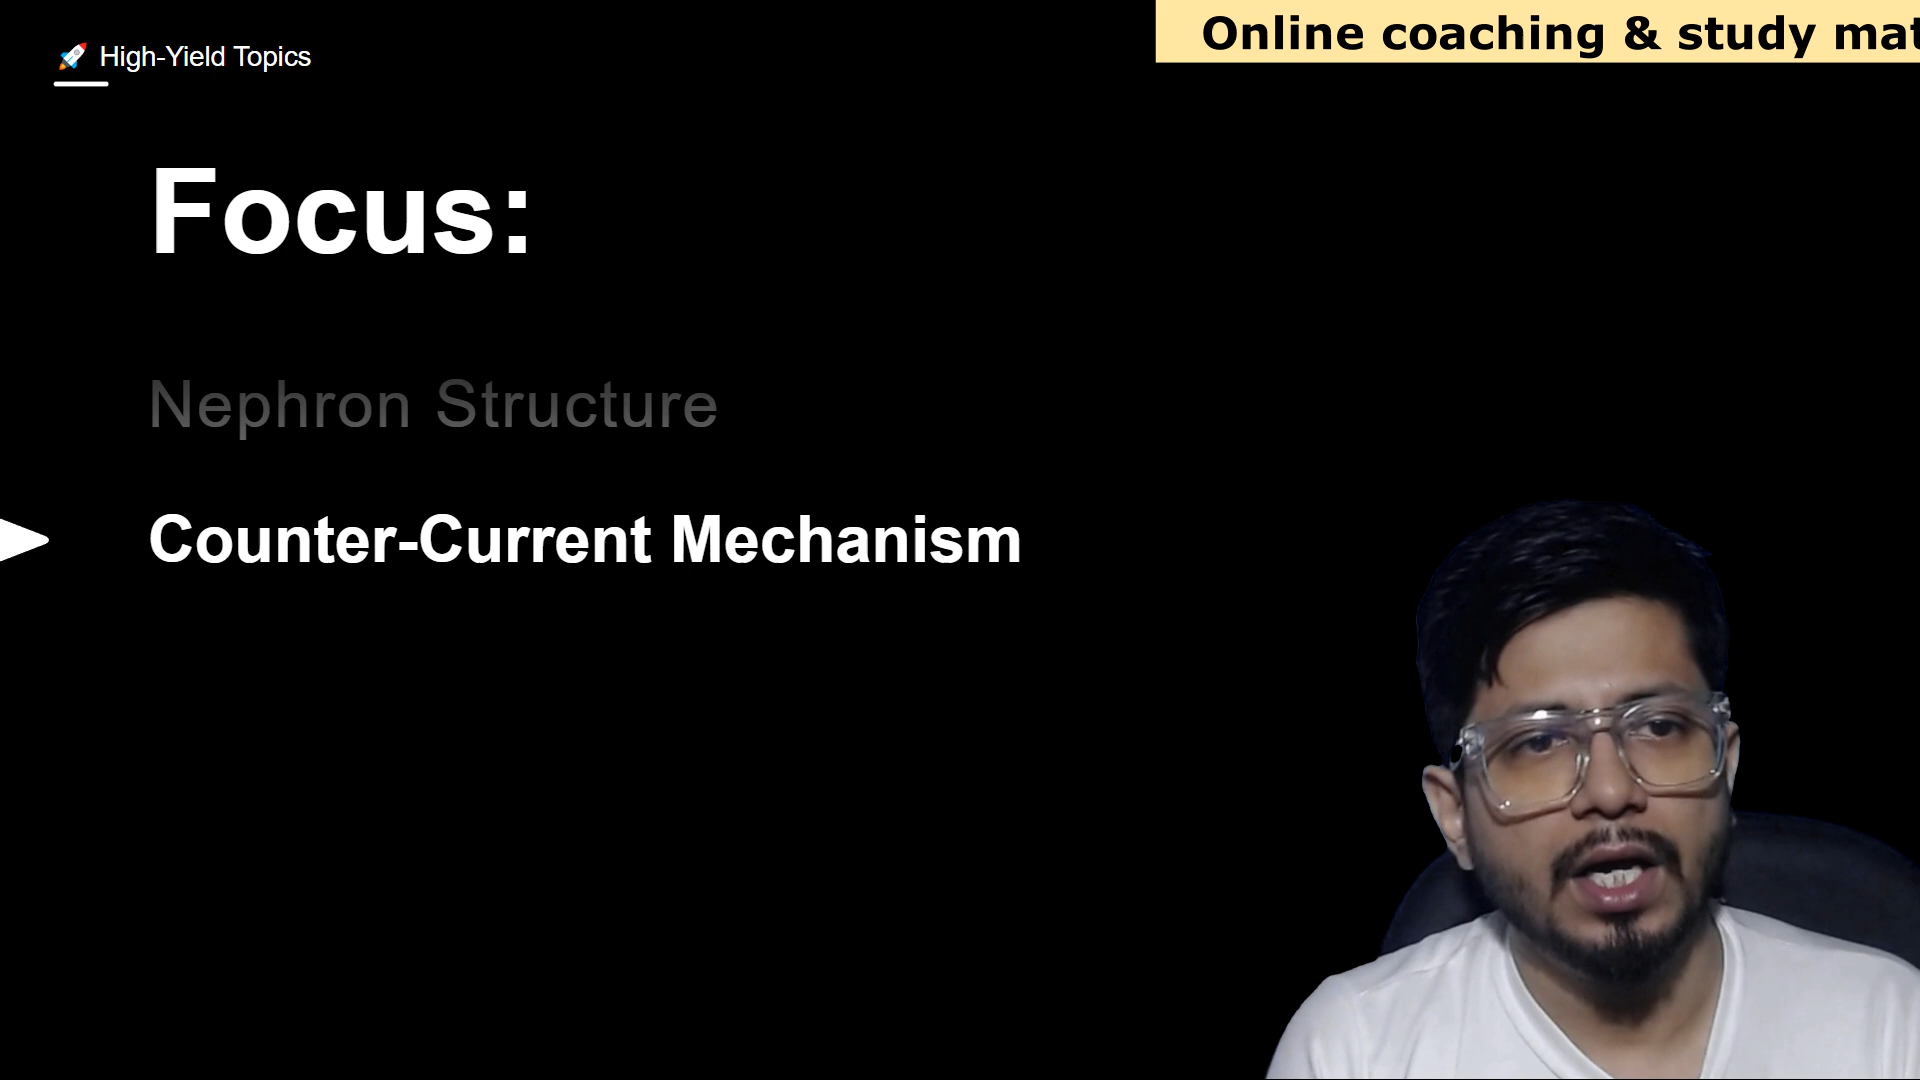 🚀 High-Yield Topics
Online coaching & study mat
Focus:
Nephron Structure
Counter-Current Mechanism